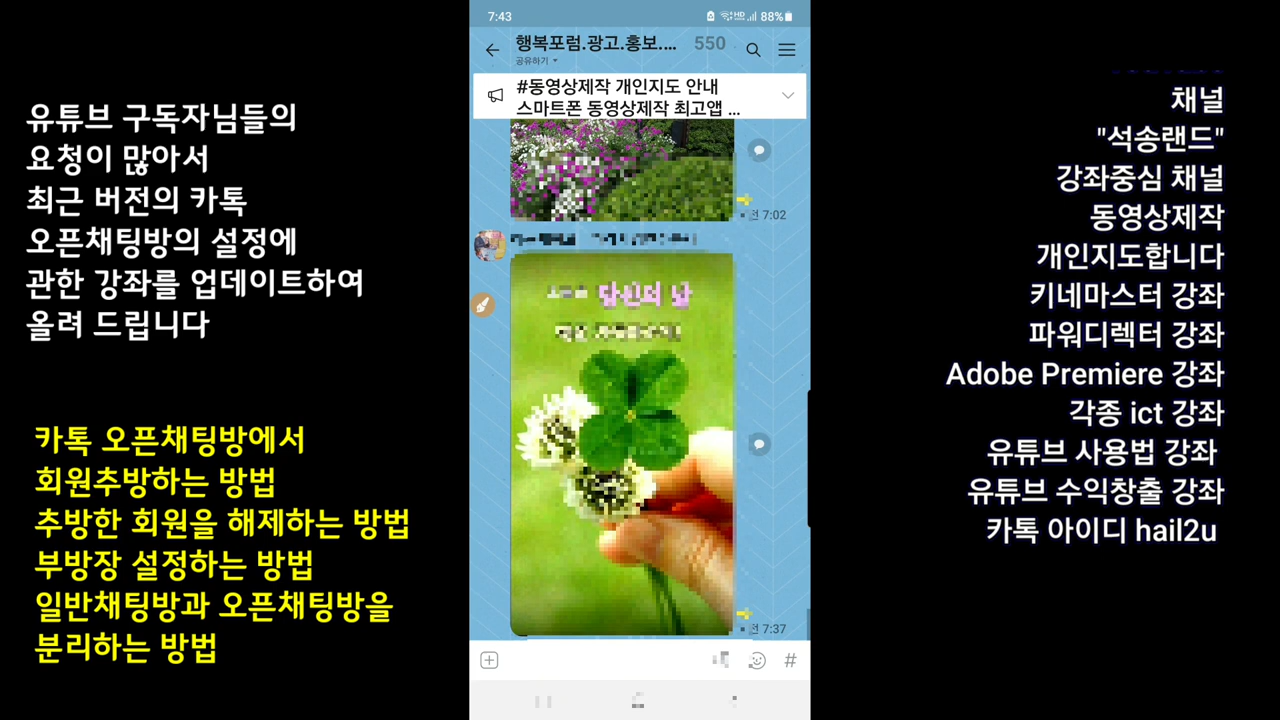 유튜브 구독자님들의
요청이 많아서
최근 버전의 카톡
오픈채팅방의 설정에
관한 강좌를 업데이트하여
올려 드립니다
카톡 오픈채팅방에서
회원추방하는 방법
추방한 회원을 해제하는 방법
부방장 설정하는 방법
일반채팅방과 오픈채팅방을
분리하는 방법
7:43
88%
행복포럼.광고.홍보.... 550
공유하기
#동영상제작 개인지도 안내
스마트폰 동영상제작 최고앱 ...
7:02
당신의 날
7:37
#
채널
"석송랜드"
강좌중심 채널
동영상제작
개인지도합니다
키네마스터 강좌
파워디렉터 강좌
Adobe Premiere 강좌
각종 ict 강좌
유튜브 사용법 강좌
유튜브 수익창출 강좌
카톡 아이디 hail2u